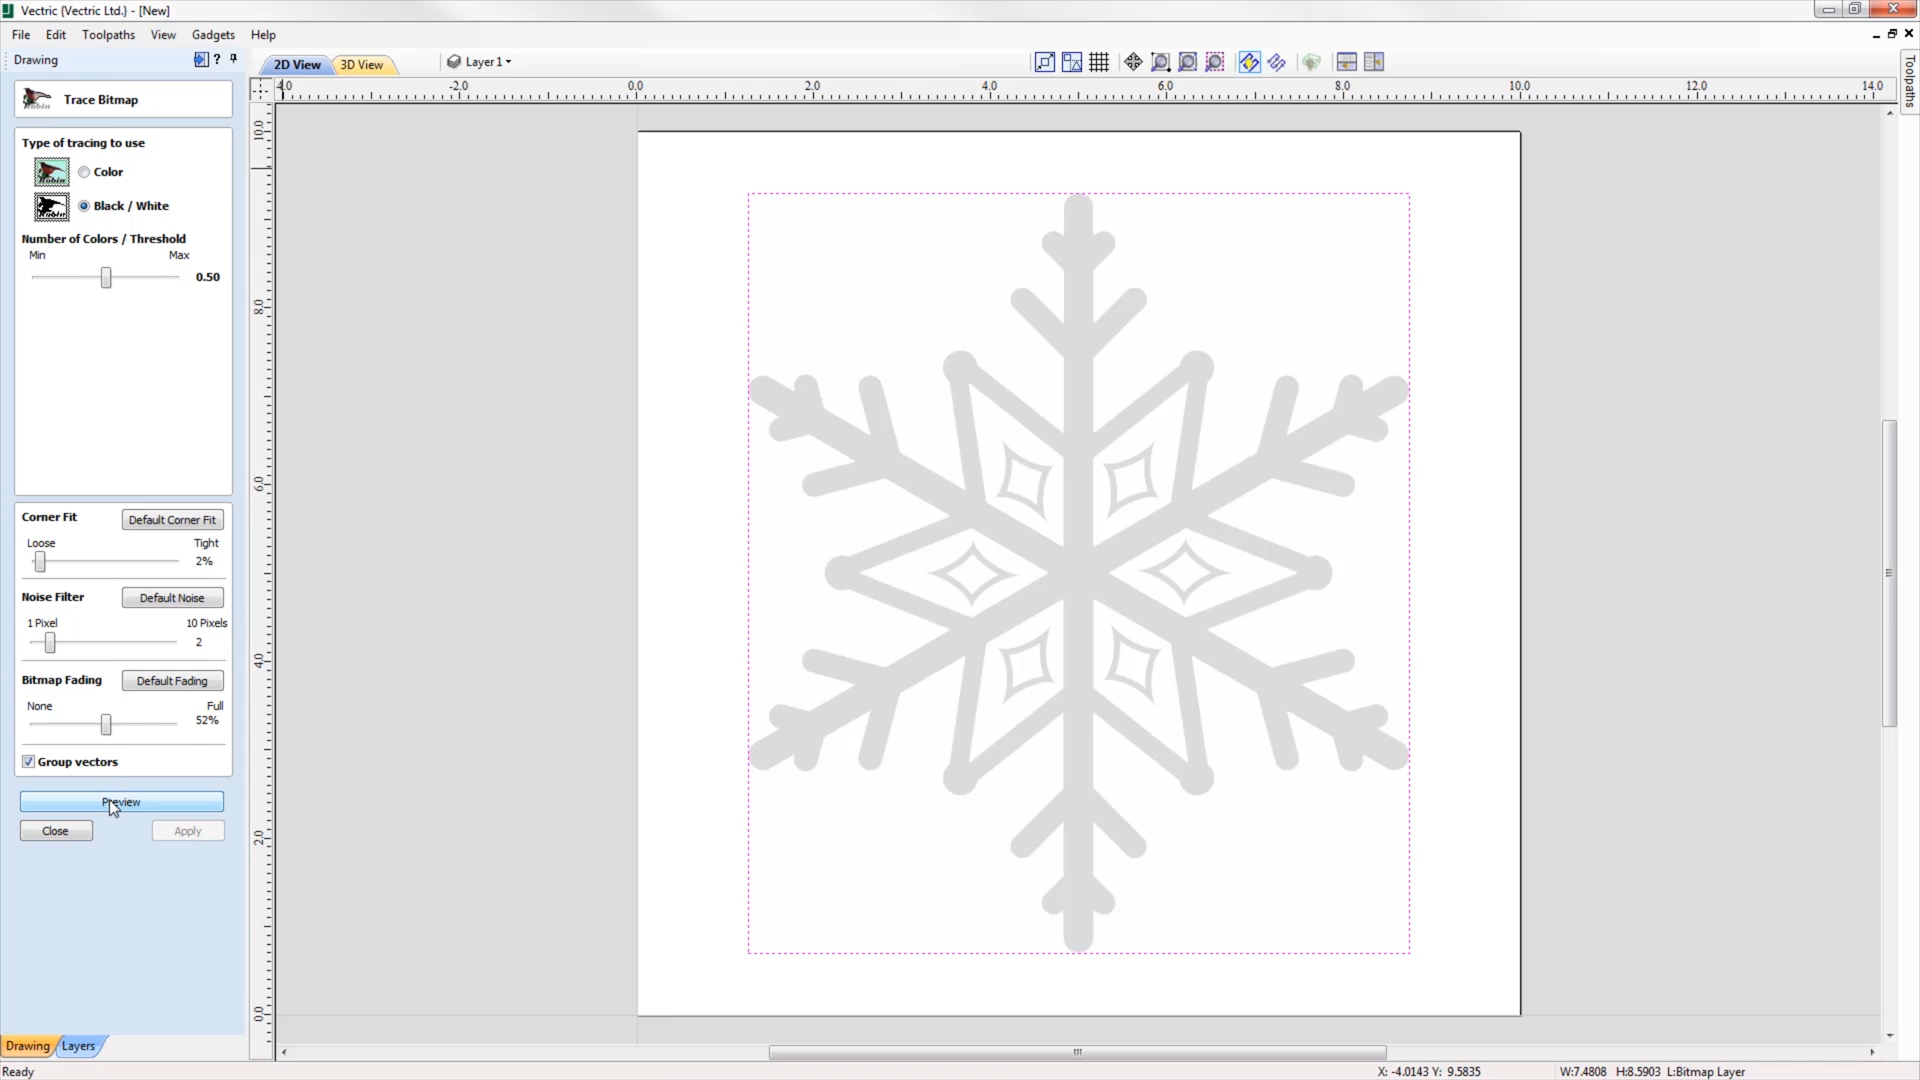 Vectric {Vectric Ltd.} - [New]
File Edit Toolpaths View Gadgets Help
Drawing ?
2D View 3D View Layer 1
Toolpaths
-2.0 0.0 2.0 4.0 6.0 8.0 10.0 12.0 14.0
Trace Bitmap
Type of tracing to use
Color
Black / White
Number of Colors / Threshold
Min Max
0.50
Corner Fit Default Corner Fit
Loose Tight
2%
Noise Filter Default Noise
1 Pixel 10 Pixels
2
Bitmap Fading Default Fading
None Full
52%
Group vectors
Preview
Close Apply
10.0
8.0
6.0
4.0
2.0
0.0
Drawing Layers
Ready X: -4.0143 Y: 9.5835 W:7.4808 H:8.5903 L:Bitmap Layer